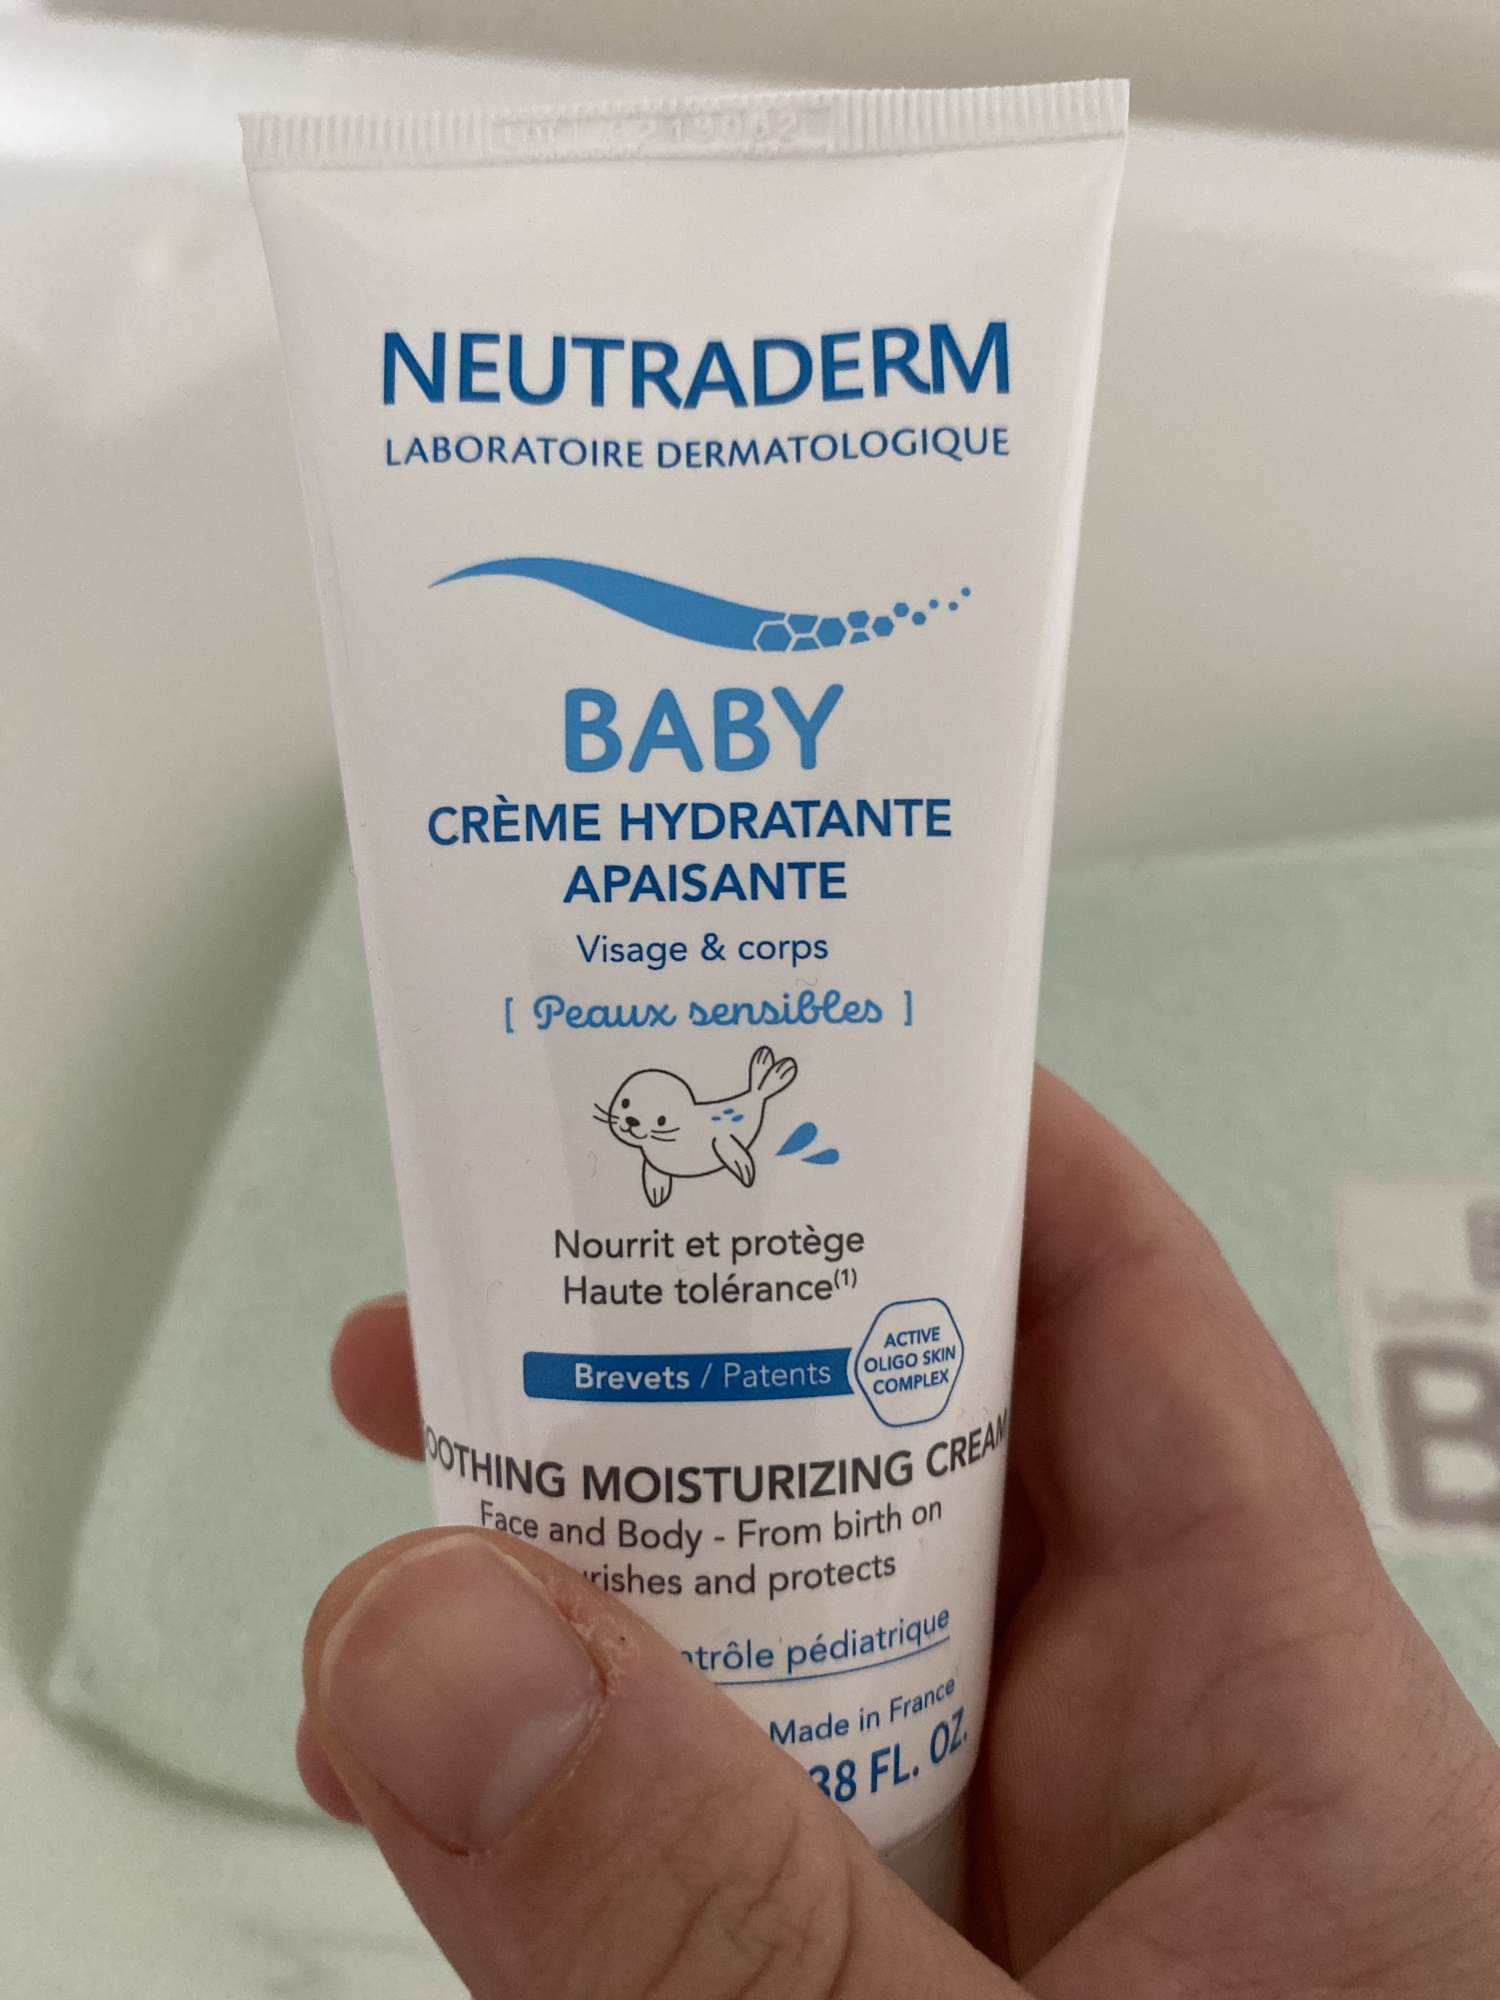 NEUTRADERM
LABORATOIRE DERMATOLOGIQUE
BABY
CRÈME HYDRATANTE
APAISANTE
Visage & corps
[ Peaux sensibles ]
Nourrit et protège
Haute tolérance(1)
Brevets / Patents
ACTIVE
OLIGO SKIN
COMPLEX
MOISTURIZING CREAM
Face and Body - From birth on
and protects
pédiatrique
Made in France
FL. OZ.